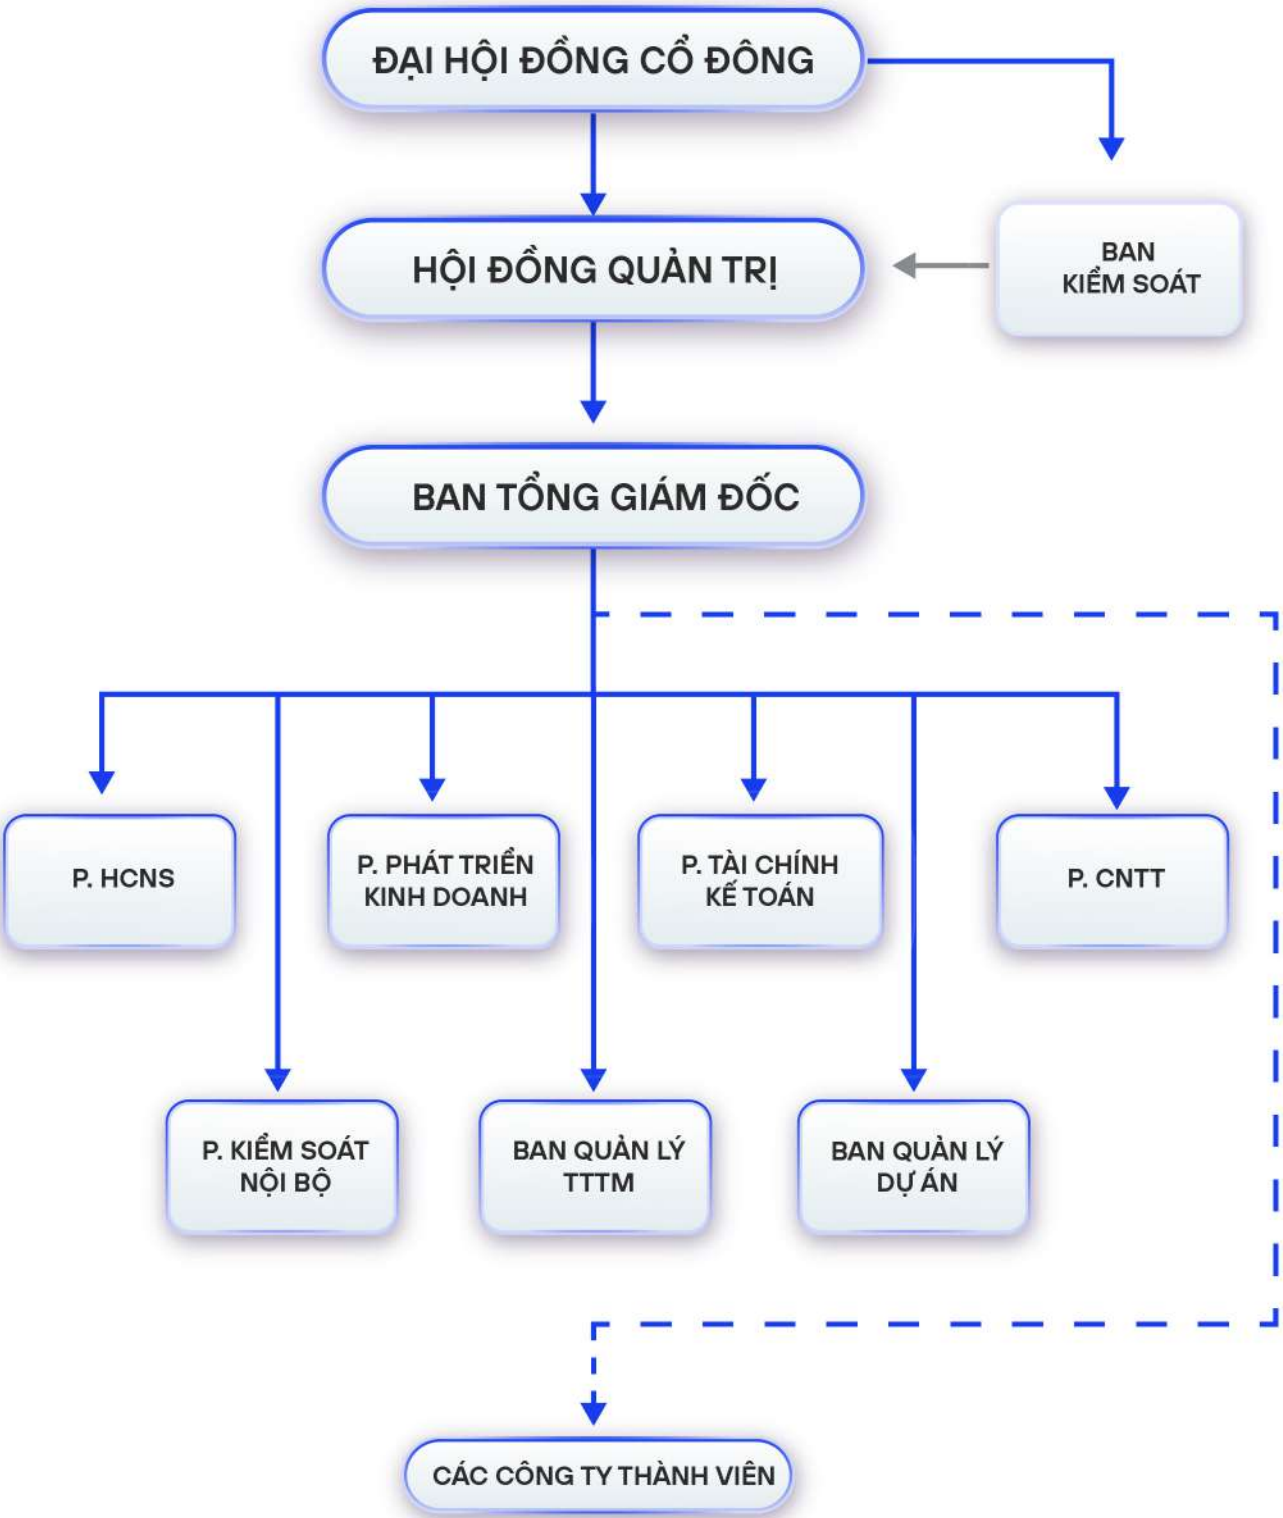 ĐẠI HỘI ĐỒNG CỔ ĐÔNG
HỘI ĐỒNG QUẢN TRỊ
BAN
KIỂM SOÁT
BAN TỔNG GIÁM ĐỐC
P. HCNS
P. PHÁT TRIỂN
KINH DOANH
P. TÀI CHÍNH
KẾ TOÁN
P. CNTT
P. KIỂM SOÁT
NỘI BỘ
BAN QUẢN LÝ
TTTM
BAN QUẢN LÝ
DỰ ÁN
CÁC CÔNG TY THÀNH VIÊN